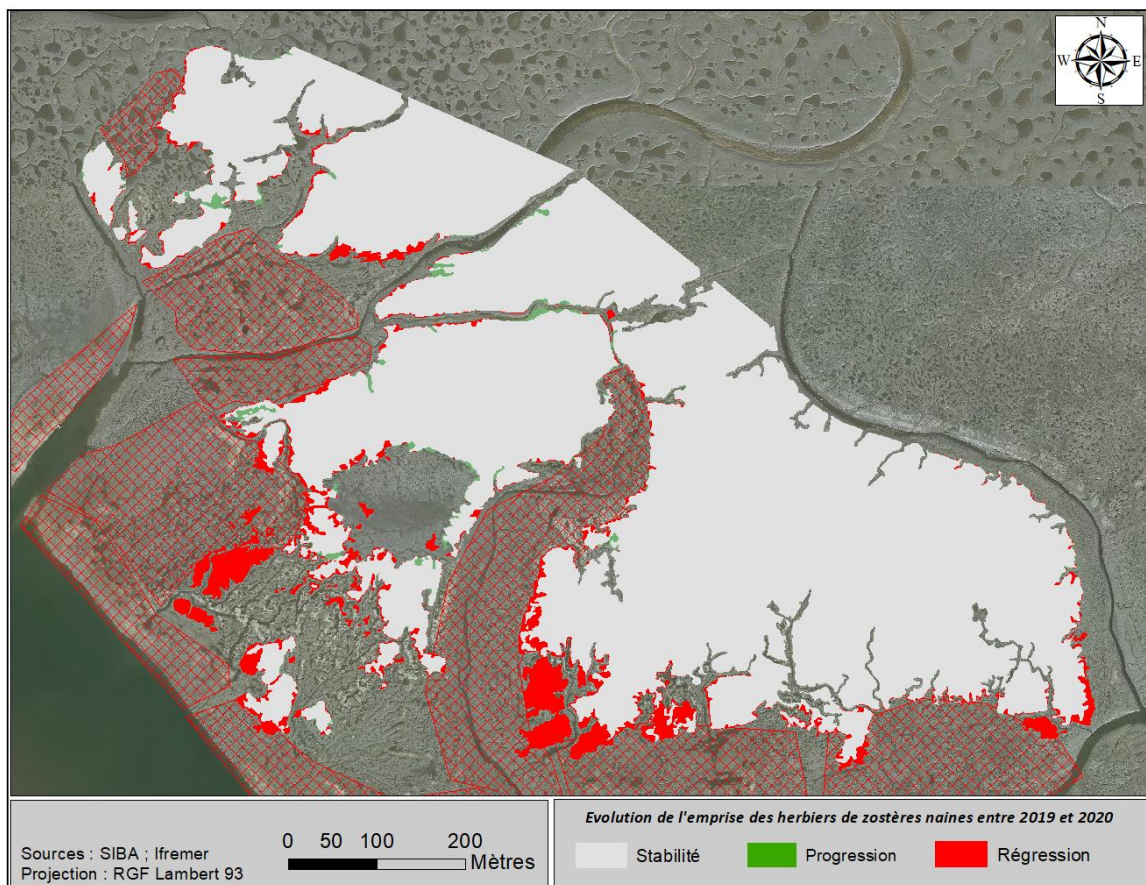 N
W E
S
Sources : SIBA ; Ifremer
Projection : RGF Lambert 93
0 50 100 200
Mètres
Evolution de l'emprise des herbiers de zostères naines entre 2019 et 2020
Stabilité Progression Régression